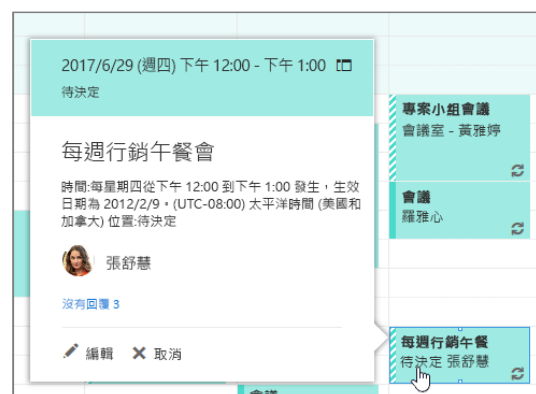 2017/6/29 (週四) 下午 12:00 - 下午 1:00
待決定
每週行銷午餐會
時間:每星期四從下午 12:00 到下午 1:00 發生，生效
日期為 2012/2/9。(UTC-08:00) 太平洋時間 (美國和
加拿大) 位置:待決定
張舒慧
沒有回覆 3
編輯
取消
專案小組會議
會議室 - 黃雅婷
會議
羅雅心
每週行銷午餐
待決定 張舒慧
會議